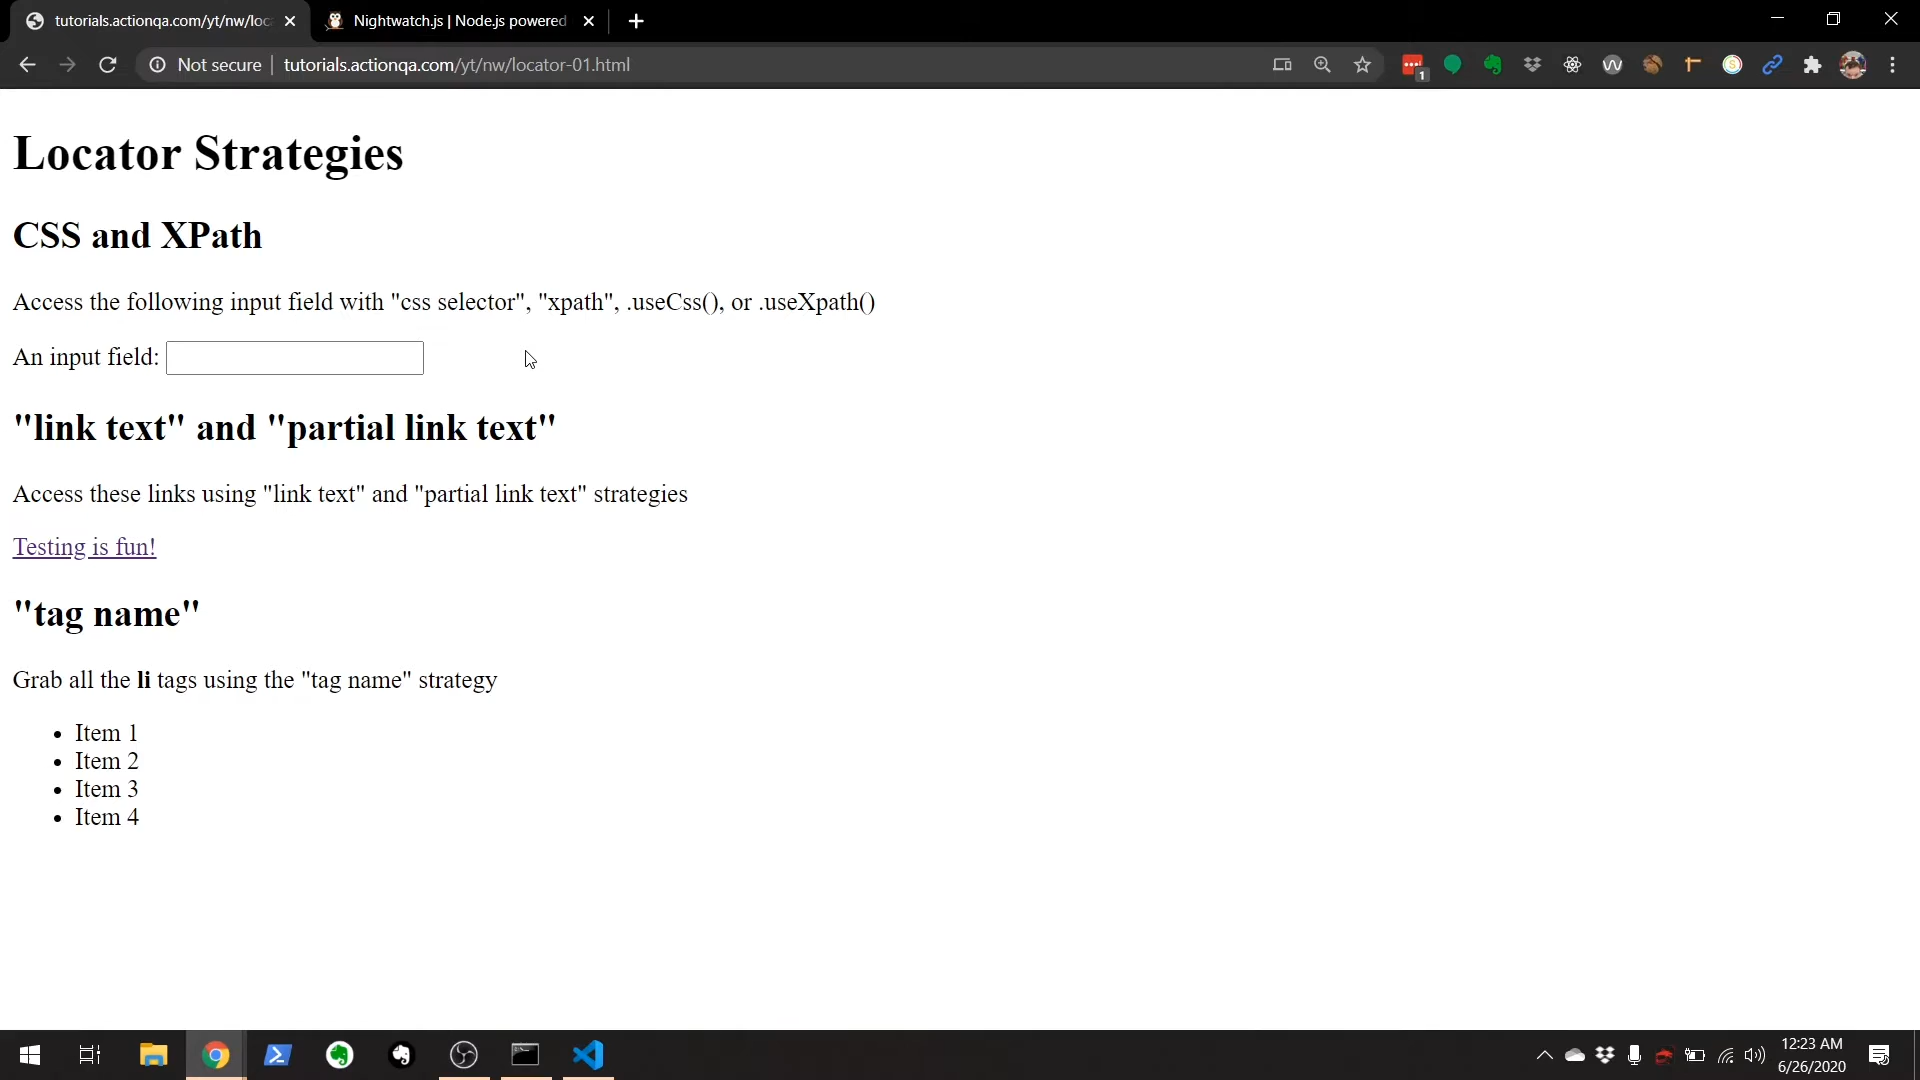 tutorials.actionqa.com/yt/nw/loc
Nightwatch.js | Node.js powered
Not secure
tutorials.actionqa.com/yt/nw/locator-01.html
1
Locator Strategies
CSS and XPath
Access the following input field with "css selector", "xpath", .useCss(), or .useXpath()
An input field:
"link text" and "partial link text"
Access these links using "link text" and "partial link text" strategies
Testing is fun!
"tag name"
Grab all the li tags using the "tag name" strategy
Item 1
Item 2
Item 3
Item 4
12:23 AM
6/26/2020